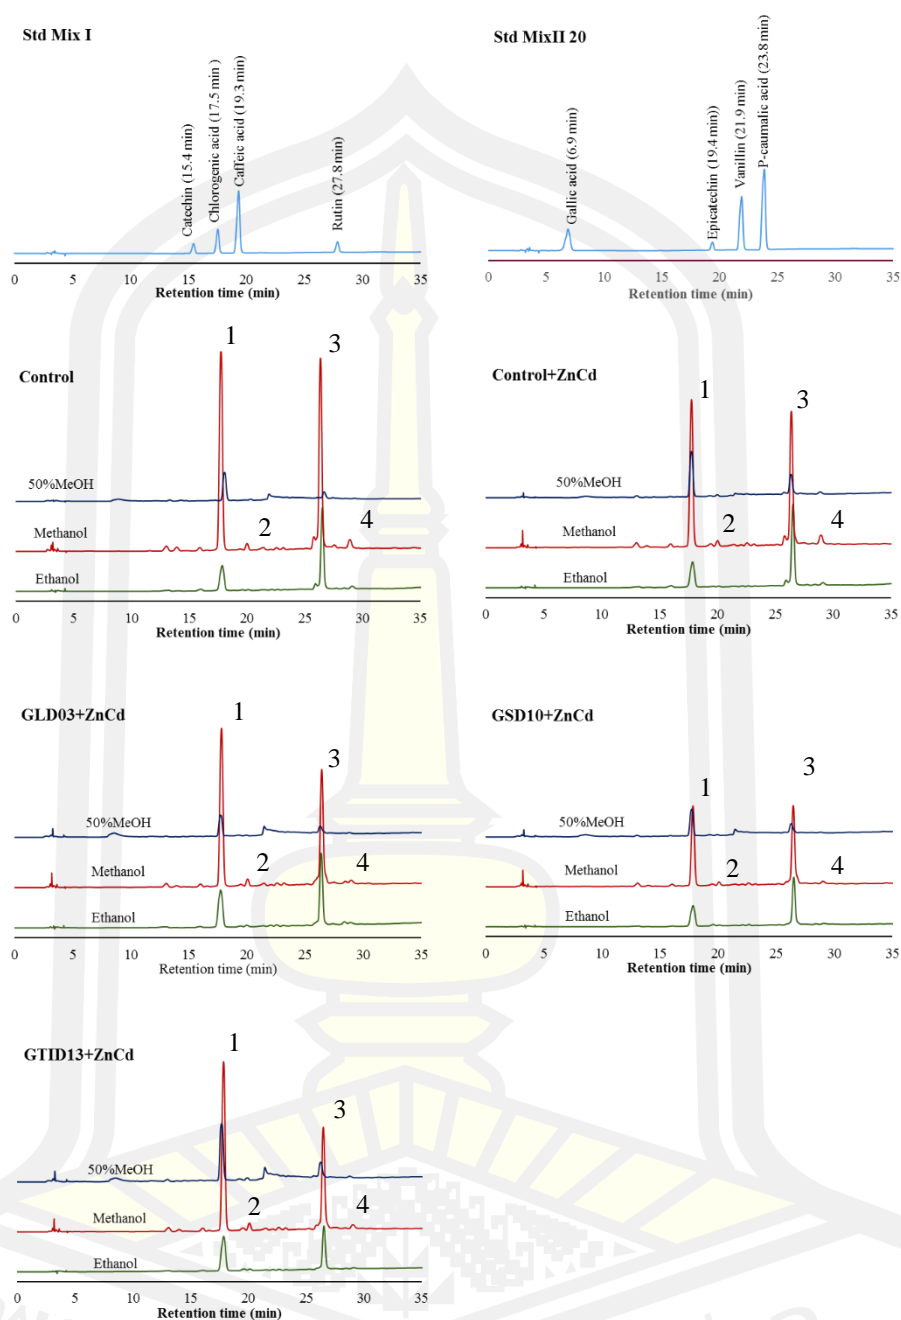 Std Mix I
Catechin (15.4 min)
Chlorogenic acid (17.5 min )
Caffeic acid (19.3 min)
Rutin (27.8min)
0 5 10 15 20 25 30 35
Retention time (min)
Std MixII 20
Gallic acid (6.9 min)
Epicatechin (19.4 min))
Vanillin (21.9 min)
P-caumalic acid (23.8 min)
0 5 10 15 20 25 30 35
Retention time (min)
Control
1
3
50%MeOH
Methanol
2
4
Ethanol
0 5 10 15 20 25 30 35
Retention time (min)
Control+ZnCd
1
3
50%MeOH
Methanol
2
4
Ethanol
0 5 10 15 20 25 30 35
Retention time (min)
GLD03+ZnCd
1
3
50%MeOH
Methanol
2
4
Ethanol
0 5 10 15 20 25 30 35
Retention time (min)
GSD10+ZnCd
1
3
50%MeOH
Methanol
2
4
Ethanol
0 5 10 15 20 25 30 35
Retention time (min)
GTID13+ZnCd
1
3
50%MeOH
Methanol
2
4
Ethanol
0 5 10 15 20 25 30 35
Retention time (min)